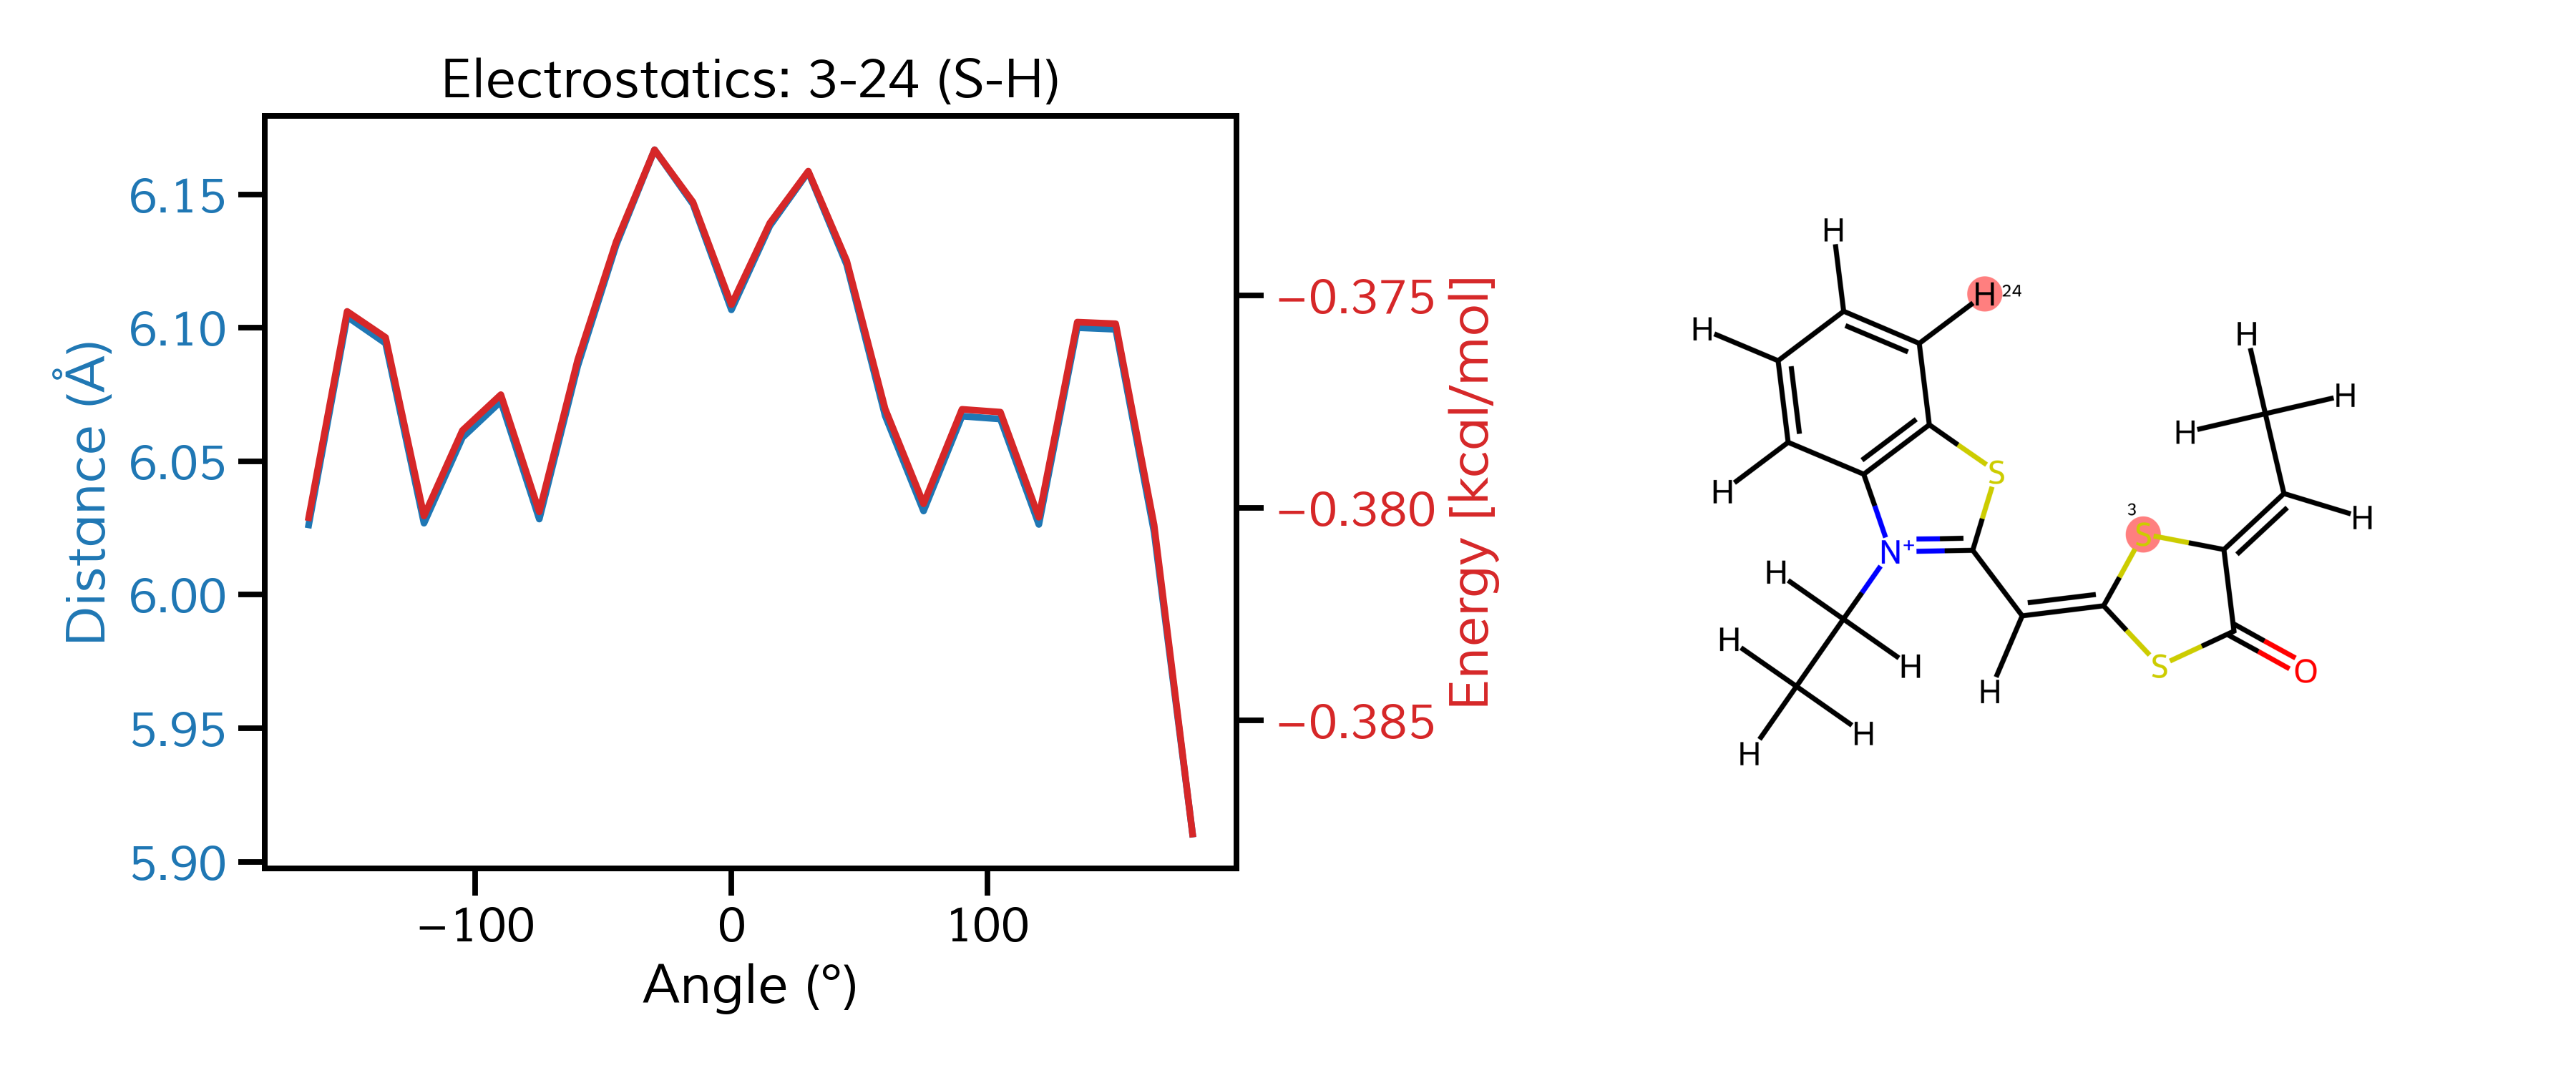 Electrostatics: 3-24 (S-H)
Distance (Å)
6.15
6.10
6.05
6.00
5.95
5.90
−100
0
100
Angle (°)
−0.375
−0.380
−0.385
Energy [kcal/mol]
H
H 24
H
H
H
H
H
S
H
3
S
H
N+
H
H
H
S
O
H
H
H